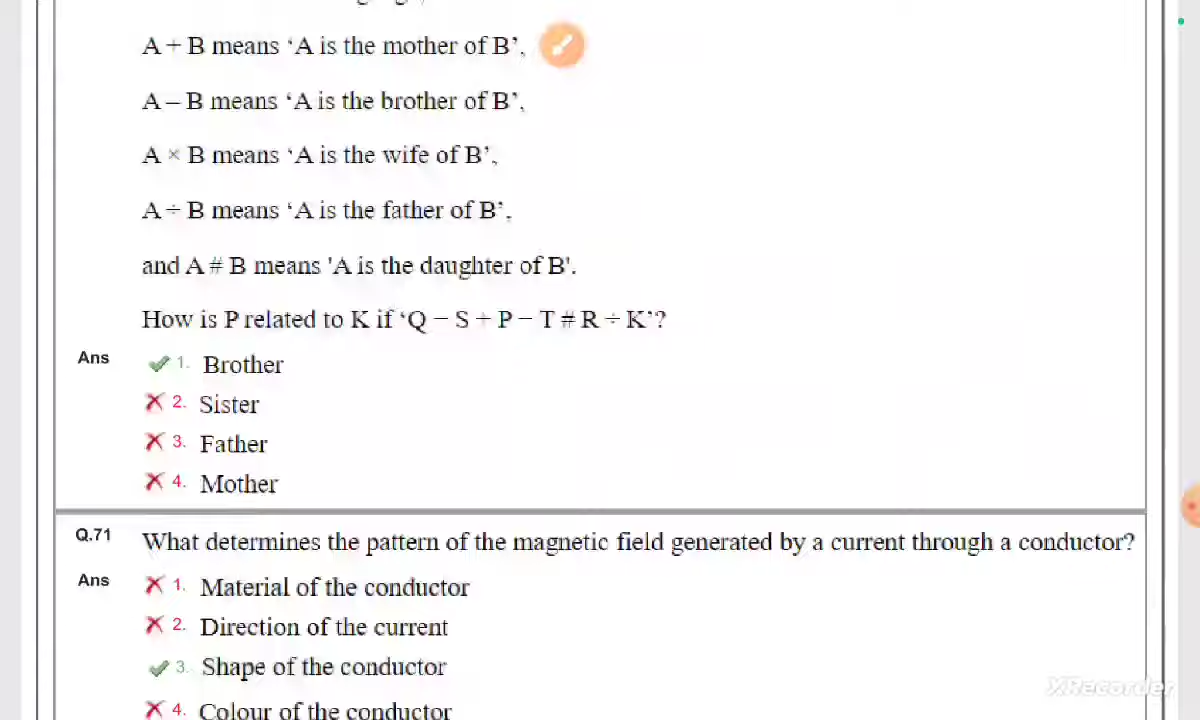 A + B means ‘A is the mother of B’,
A – B means ‘A is the brother of B’,
A × B means ‘A is the wife of B’,
A ÷ B means ‘A is the father of B’,
and A # B means 'A is the daughter of B'.
How is P related to K if ‘Q − S + P − T # R ÷ K’?
Ans 1. Brother
2. Sister
3. Father
4. Mother
Q.71 What determines the pattern of the magnetic field generated by a current through a conductor?
Ans 1. Material of the conductor
2. Direction of the current
3. Shape of the conductor
4. Colour of the conductor
XRecorder